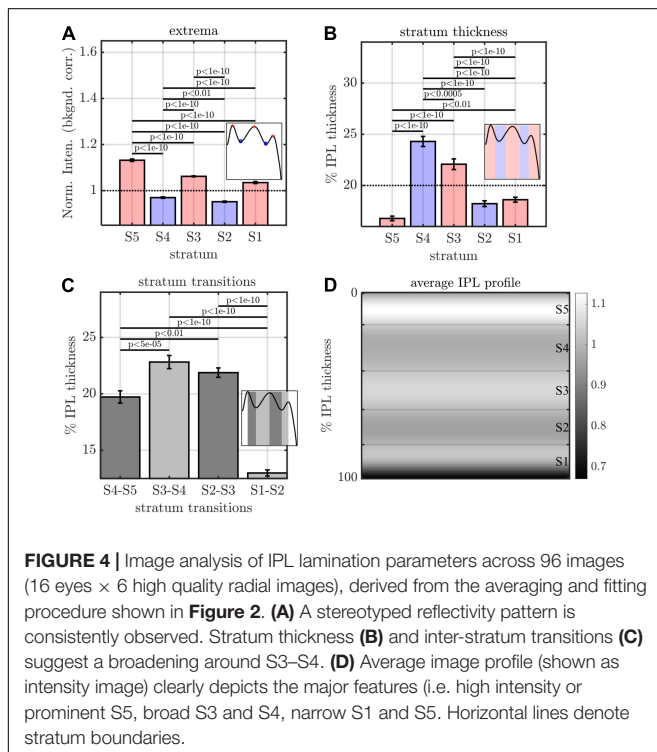 A
extrema
Norm. Inten. (bkgnd. corr.)
1.6
1.4
1.2
1
p<1e-10
p<1e-10
p<0.01
p<1e-10
p<1e-10
p<1e-10
p<1e-10
p<1e-10
S5 S4 S3 S2 S1
stratum
B
stratum thickness
% IPL thickness
30
25
20
p<1e-10
p<1e-10
p<1e-10
p<0.0005
p<0.01
p<1e-10
p<1e-10
S5
S4
S3
S2
S1
stratum
C
stratum transitions
% IPL thickness
25
20
15
p<1e-10
p<1e-10
p<1e-10
p<0.01
p<5e-05
S4-S5 S3-S4 S2-S3 S1-S2
stratum transitions
D
average IPL profile
% IPL thickness
0
100
S5
S4
S3
S2
S1
1.1
1
0.9
0.8
0.7
FIGURE 4 | Image analysis of IPL lamination parameters across 96 images
(16 eyes × 6 high quality radial images), derived from the averaging and fitting
procedure shown in Figure 2. (A) A stereotyped reflectivity pattern is
consistently observed. Stratum thickness (B) and inter-stratum transitions (C)
suggest a broadening around S3–S4. (D) Average image profile (shown as
intensity image) clearly depicts the major features (i.e. high intensity or
prominent S5, broad S3 and S4, narrow S1 and S5. Horizontal lines denote
stratum boundaries.